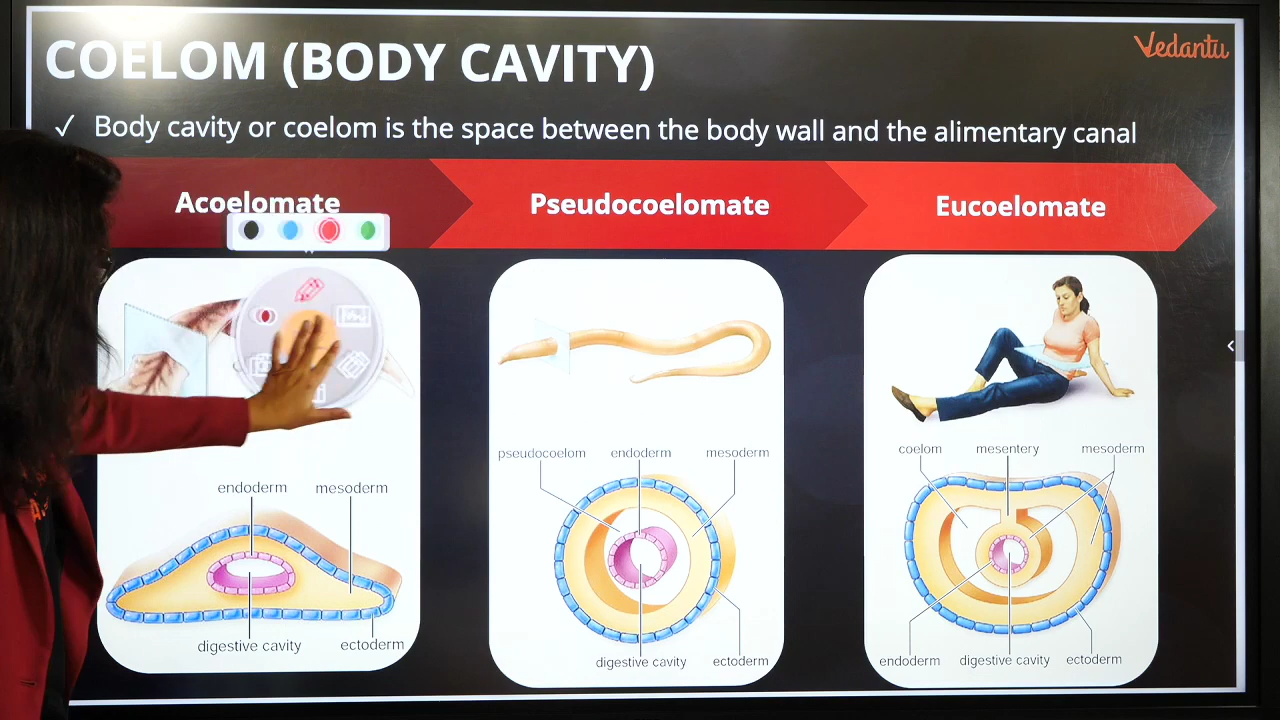 COELOM (BODY CAVITY)
Vedantu
✓ Body cavity or coelom is the space between the body wall and the alimentary canal
Acoelomate
Pseudocoelomate
Eucoelomate
endoderm mesoderm
digestive cavity ectoderm
pseudocoelom endoderm mesoderm
digestive cavity ectoderm
coelom mesentery mesoderm
endoderm digestive cavity ectoderm